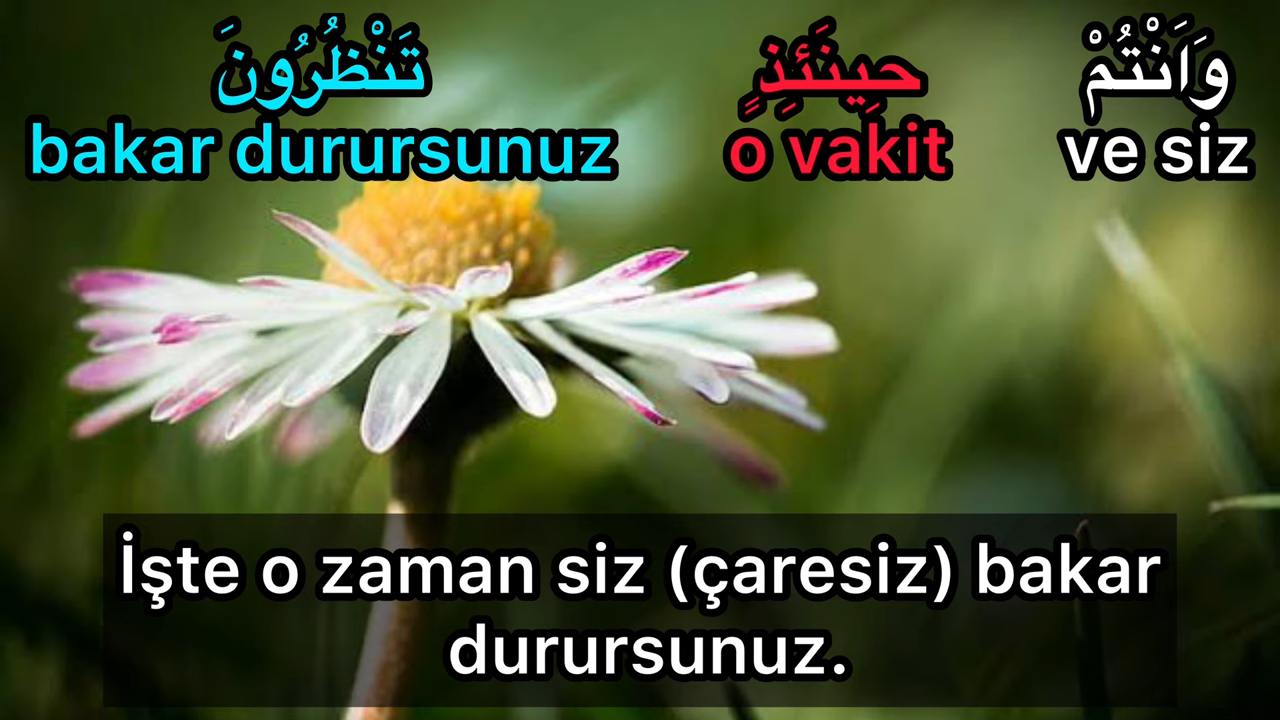 وَاَنْتُمْ حٖينَئِذٍ تَنْظُرُونَ
ve siz o vakit bakar durursunuz
İşte o zaman siz (çaresiz) bakar
durursunuz.